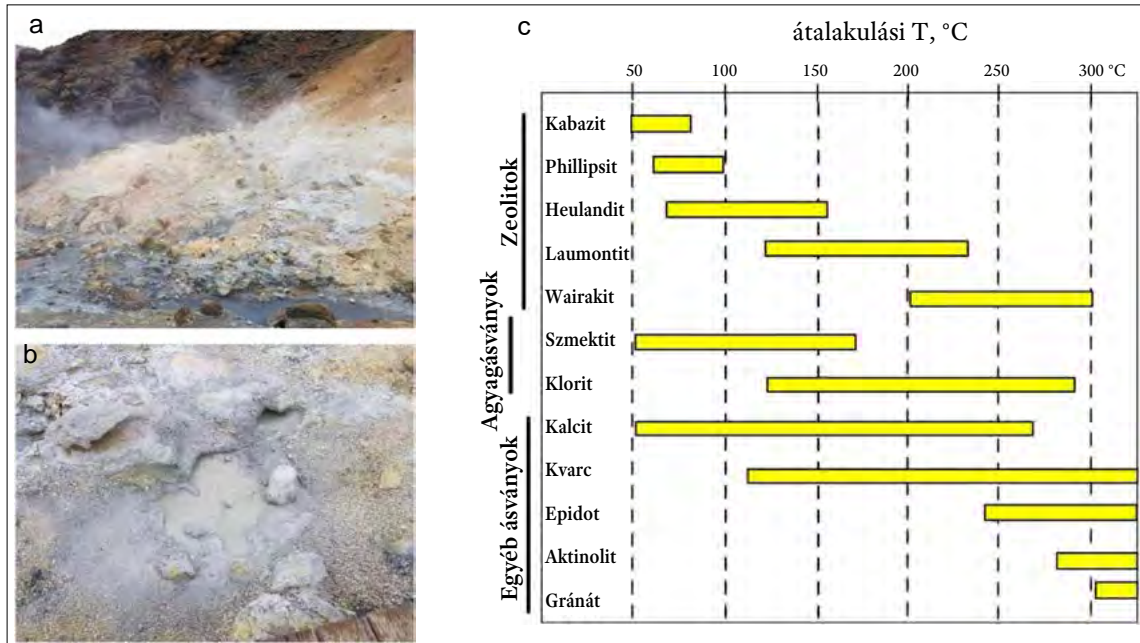 a
b
c
átalakulási T, °C
50 100 150 200 250 300 °C
Zeolitok
Kabazit
Phillipsit
Heulandit
Laumontit
Wairakit
Agyagásványok
Szmektit
Klorit
Egyéb ásványok
Kalcit
Kvarc
Epidot
Aktinolit
Gránát